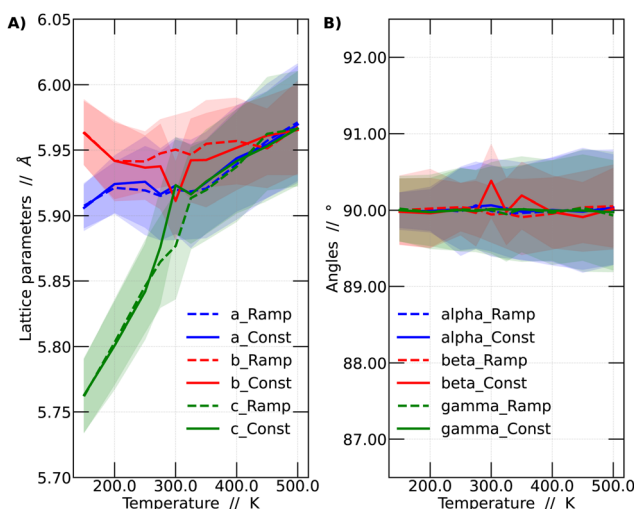 A)
6.05
6.00
5.95
5.90
5.85
5.80
5.75
5.70
Lattice parameters // Å
200.0 300.0 400.0 500.0
Temperature // K
a_Ramp
a_Const
b_Ramp
b_Const
c_Ramp
c_Const
B)
92.00
91.00
90.00
89.00
88.00
87.00
Angles // °
200.0 300.0 400.0 500.0
Temperature // K
alpha_Ramp
alpha_Const
beta_Ramp
beta_Const
gamma_Ramp
gamma_Const